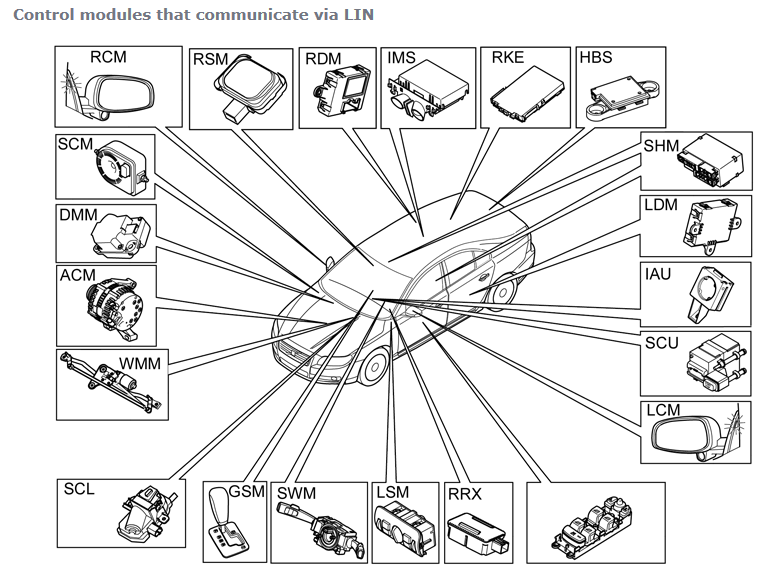 Control modules that communicate via LIN
RCM
RSM
RDM
IMS
RKE
HBS
SCM
SHM
DMM
LDM
ACM
IAU
WMM
SCU
LCM
SCL
GSM
SWM
LSM
RRX